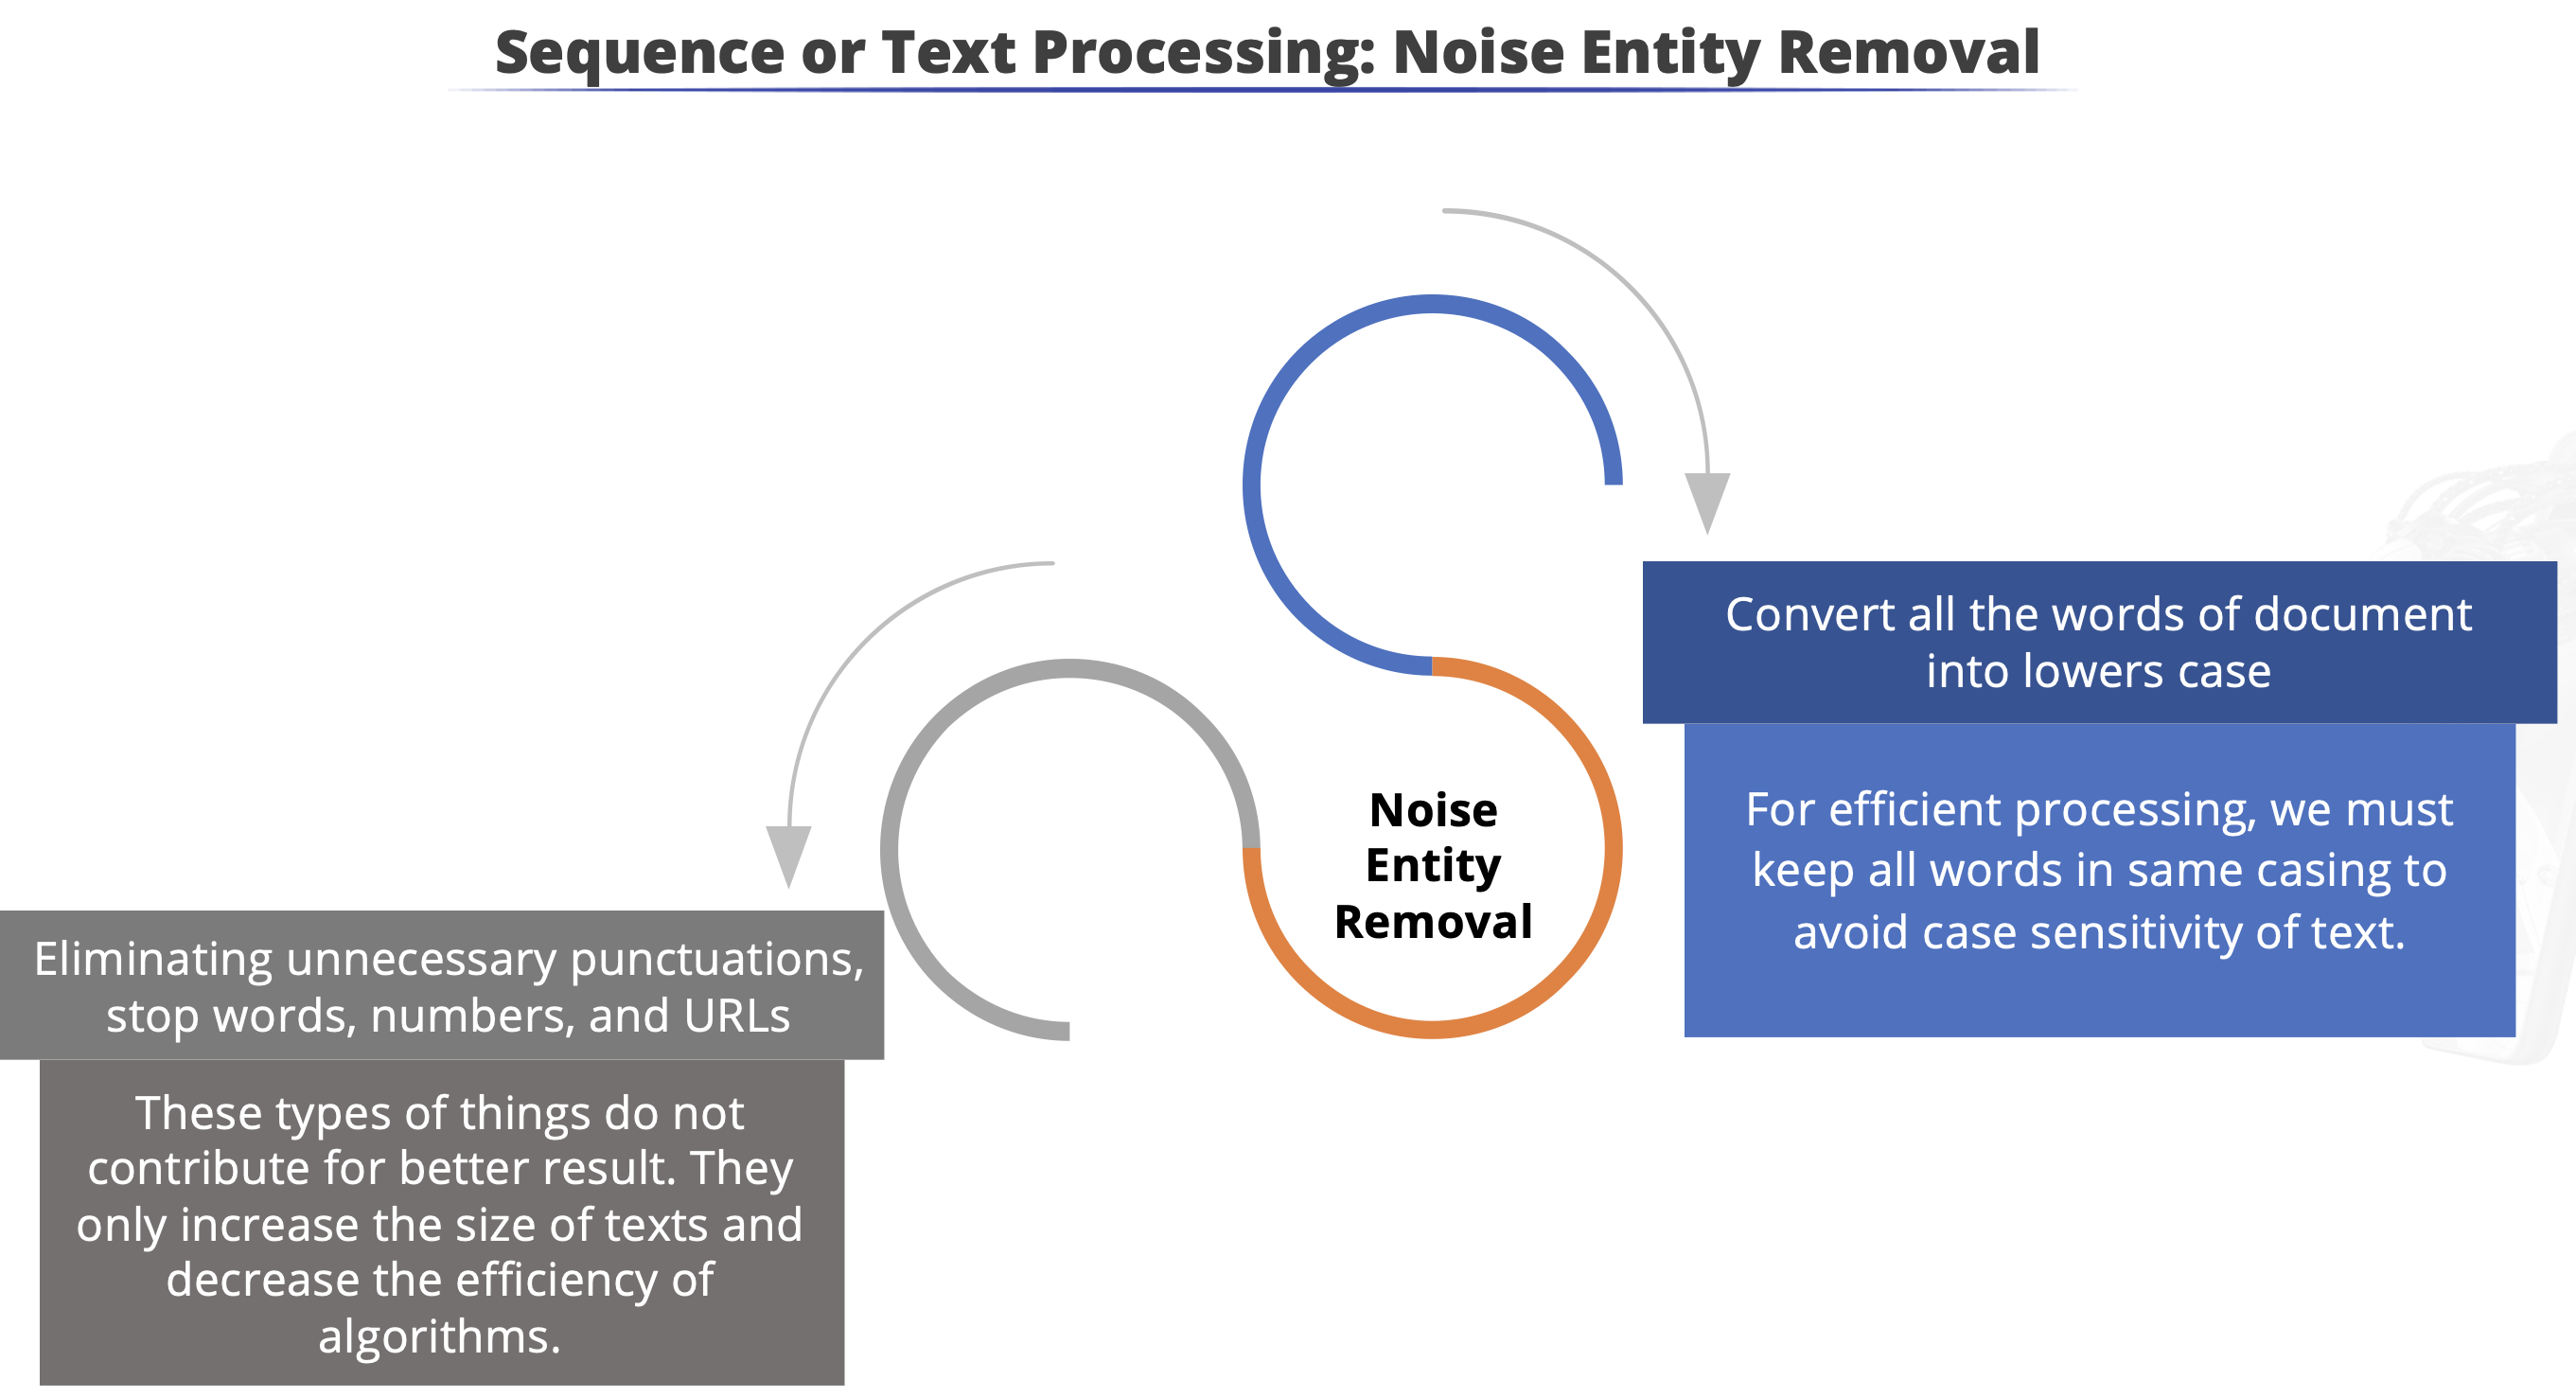 Sequence or Text Processing: Noise Entity Removal
Convert all the words of document
into lowers case
For efficient processing, we must
keep all words in same casing to
avoid case sensitivity of text.
Noise
Entity
Removal
Eliminating unnecessary punctuations,
stop words, numbers, and URLs
These types of things do not
contribute for better result. They
only increase the size of texts and
decrease the efficiency of
algorithms.